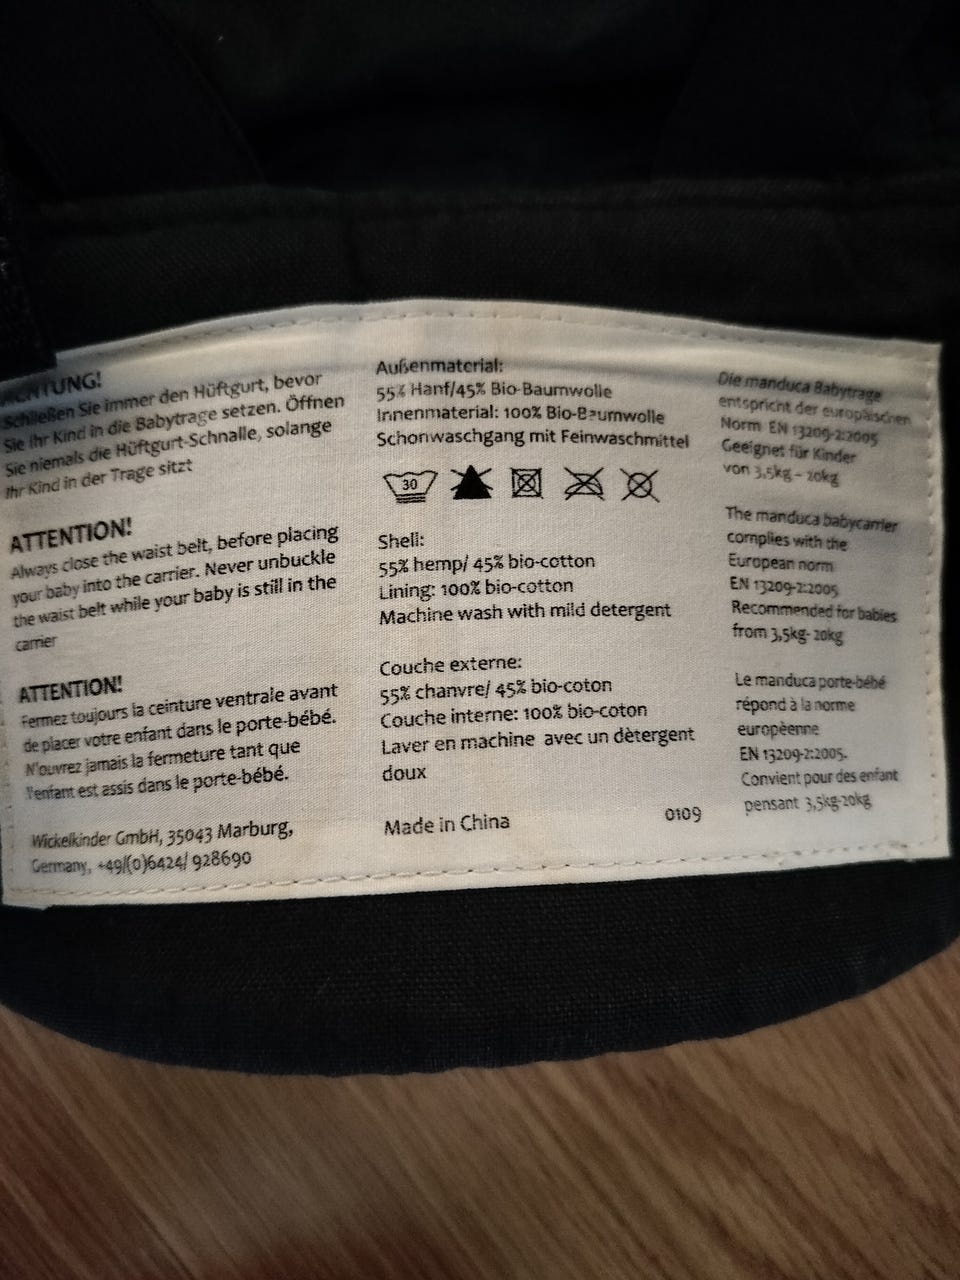 ACHTUNG!
Schließen Sie immer den Hüftgurt, bevor
Sie Ihr Kind in die Babytrage setzen. Öffnen
Sie niemals die Hüftgurt-Schnalle, solange
Ihr Kind in der Trage sitzt
ATTENTION!
Always close the waist belt, before placing
your baby into the carrier. Never unbuckle
the waist belt while your baby is still in the
carrier
ATTENTION!
Fermez toujours la ceinture ventrale avant
de placer votre enfant dans le porte-bébé.
N'ouvrez jamais la fermeture tant que
l'enfant est assis dans le porte-bébé.
Wickelkinder GmbH, 35043 Marburg,
Germany, +49/(0)6424/ 928690
Außenmaterial:
55% Hanf/45% Bio-Baumwolle
Innenmaterial: 100% Bio-Baumwolle
Schonwaschgang mit Feinwaschmittel
30
Shell:
55% hemp/ 45% bio-cotton
Lining: 100% bio-cotton
Machine wash with mild detergent
Couche externe:
55% chanvre/ 45% bio-coton
Couche interne: 100% bio-coton
Laver en machine avec un dètergent
doux
Made in China 0109
Die manduca Babytrage
entspricht der europäischen
Norm EN 13209-2:2005
Geeignet für Kinder
von 3,5kg - 20kg
The manduca babycarrier
complies with the
European norm
EN 13209-2:2005
Recommended for babies
from 3,5kg- 20kg
Le manduca porte-bébé
répond à la norme
europèenne
EN 13209-2:2005.
Convient pour des enfant
pensant 3,5kg-20kg